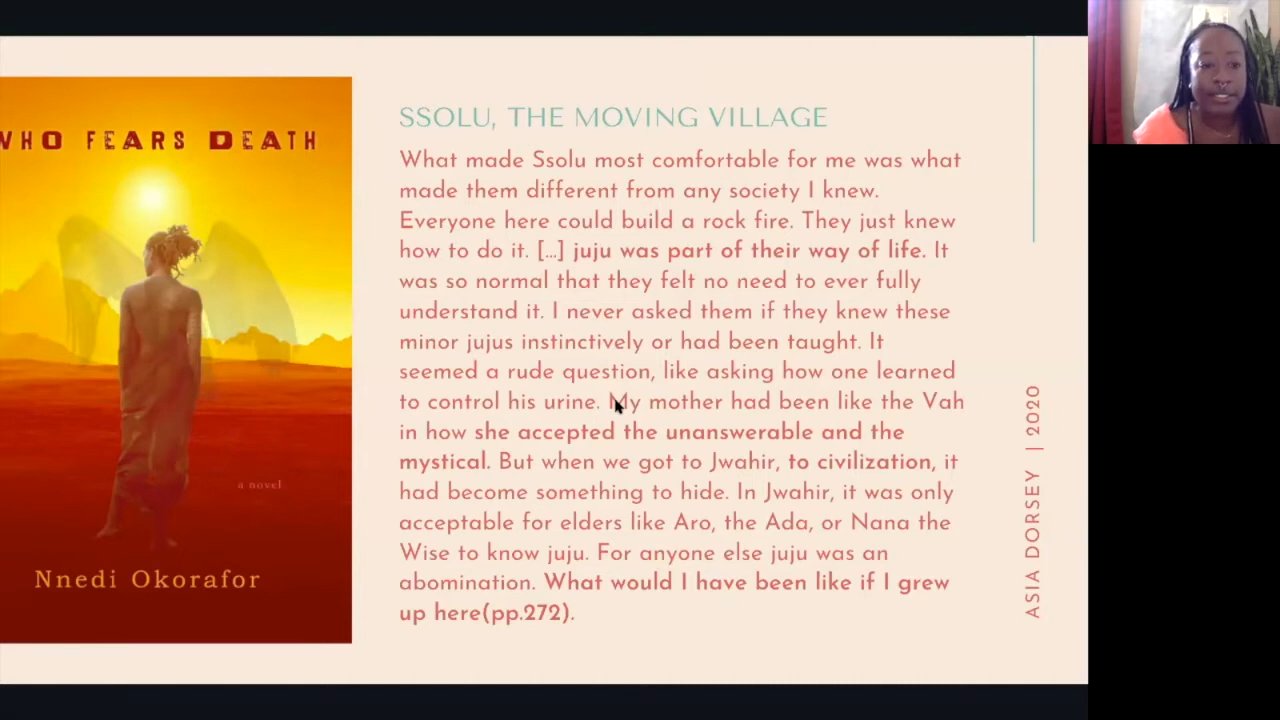 WHO FEARS DEATH
a novel
Nnedi Okorafor
SSOLU, THE MOVING VILLAGE
What made Ssolu most comfortable for me was what
made them different from any society I knew.
Everyone here could build a rock fire. They just knew
how to do it. [...] juju was part of their way of life. It
was so normal that they felt no need to ever fully
understand it. I never asked them if they knew these
minor jujus instinctively or had been taught. It
seemed a rude question, like asking how one learned
to control his urine. My mother had been like the Vah
in how she accepted the unanswerable and the
mystical. But when we got to Jwahir, to civilization, it
had become something to hide. In Jwahir, it was only
acceptable for elders like Aro, the Ada, or Nana the
Wise to know juju. For anyone else juju was an
abomination. What would I have been like if I grew
up here(pp.272).
ASIA DORSEY | 2020